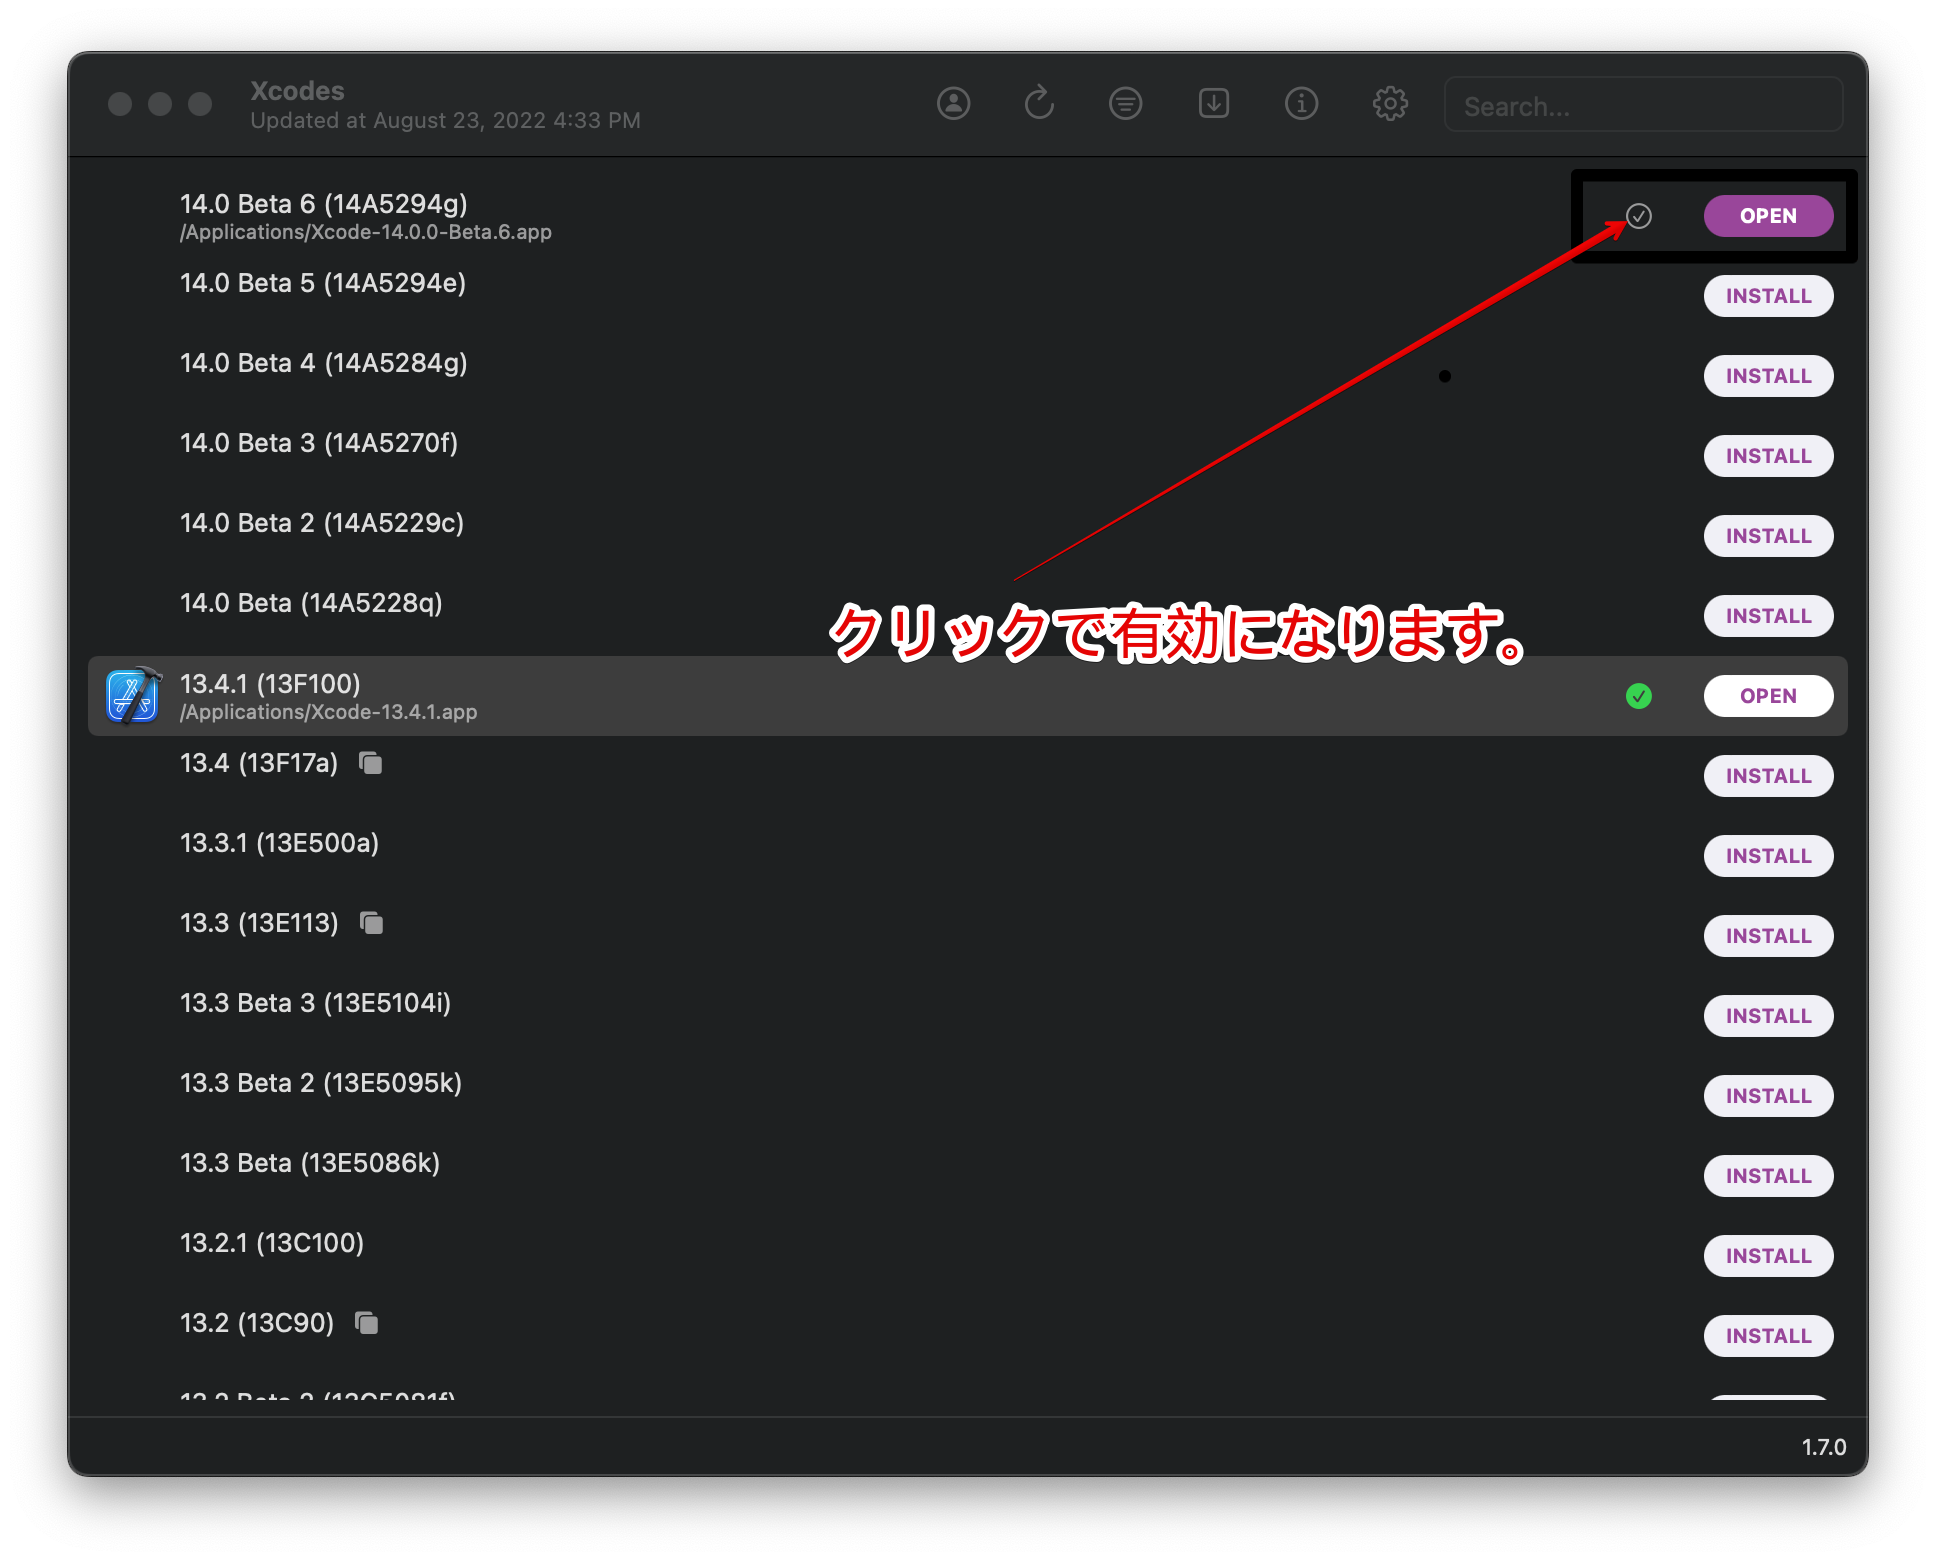 Xcodes
Updated at August 23, 2022 4:33 PM
Search...
14.0 Beta 6 (14A5294g)
/Applications/Xcode-14.0.0-Beta.6.app
OPEN
14.0 Beta 5 (14A5294e)
INSTALL
14.0 Beta 4 (14A5284g)
INSTALL
14.0 Beta 3 (14A5270f)
INSTALL
14.0 Beta 2 (14A5229c)
INSTALL
14.0 Beta (14A5228q)
INSTALL
クリックで有効になります。
13.4.1 (13F100)
/Applications/Xcode-13.4.1.app
OPEN
13.4 (13F17a)
INSTALL
13.3.1 (13E500a)
INSTALL
13.3 (13E113)
INSTALL
13.3 Beta 3 (13E5104i)
INSTALL
13.3 Beta 2 (13E5095k)
INSTALL
13.3 Beta (13E5086k)
INSTALL
13.2.1 (13C100)
INSTALL
13.2 (13C90)
INSTALL
1.7.0